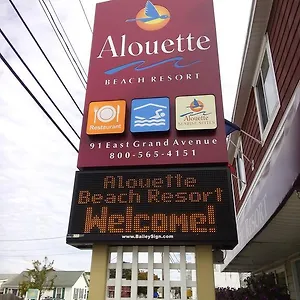 Alouette
BEACH RESORT
Restaurant
Alouette
91 East Grand Avenue
800-565-4151
Alouette
Beach Resort
Welcome!
www.BaileySign.com